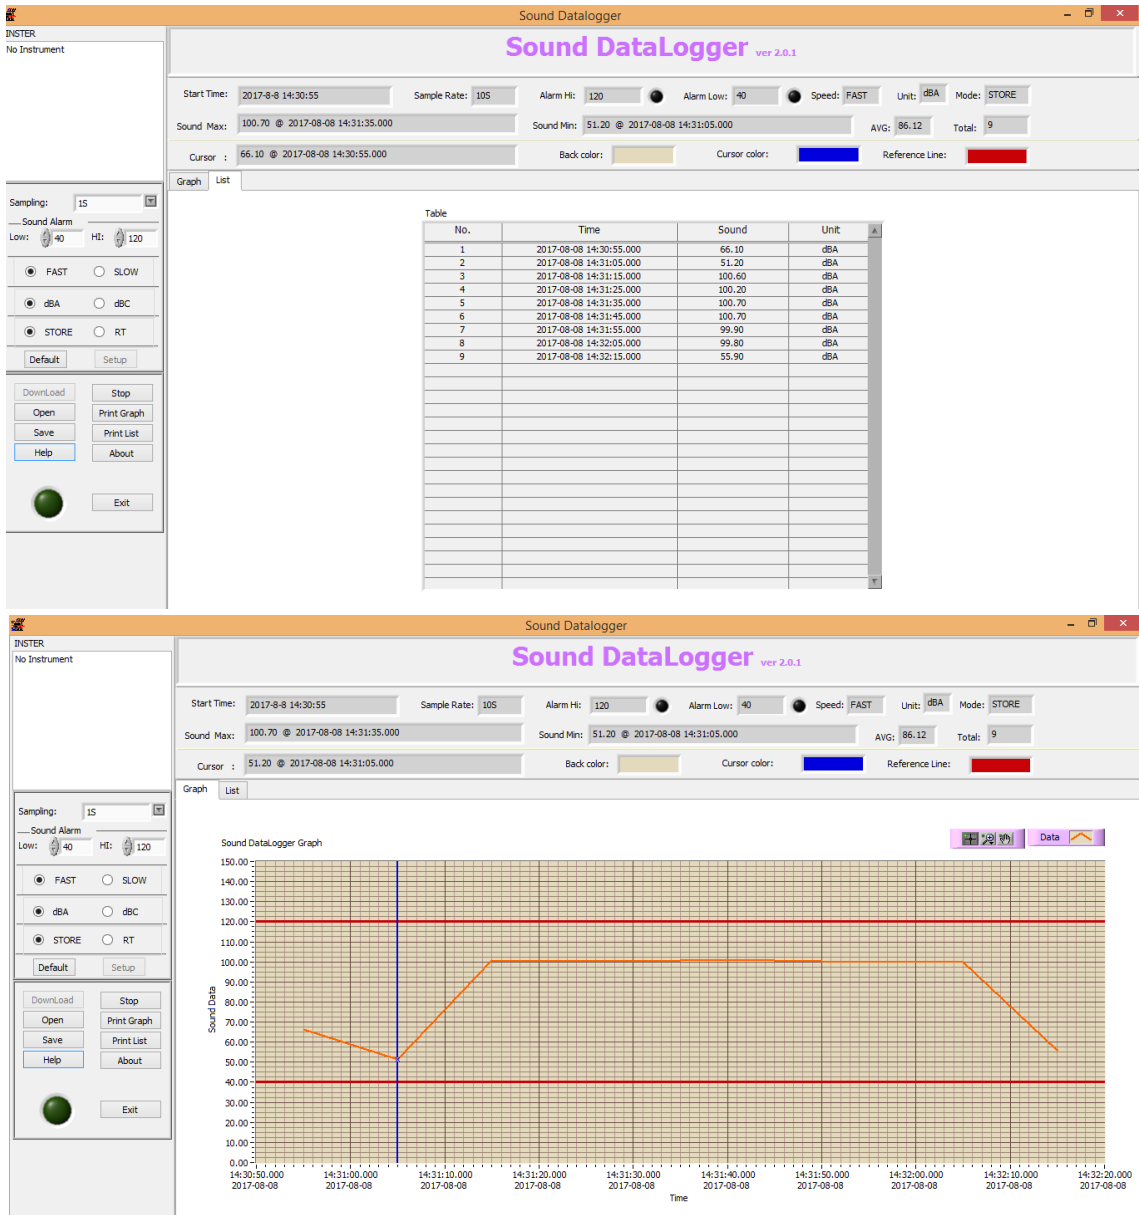 Sound Datalogger
INSTER
No Instrument
Sound DataLogger ver 2.0.1
Start Time: 2017-8-8 14:30:55 Sample Rate: 10S Alarm Hi: 120 Alarm Low: 40 Speed: FAST Unit: dBA Mode: STORE
Sound Max: 100.70 @ 2017-08-08 14:31:35.000 Sound Min: 51.20 @ 2017-08-08 14:31:05.000 AVG: 86.12 Total: 9
Cursor : 66.10 @ 2017-08-08 14:30:55.000 Back color: Cursor color: Reference Line:
Graph List
Sampling: 1S
Sound Alarm
Low: 40 HI: 120
FAST SLOW
dBA dBC
STORE RT
Default Setup
DownLoad Stop
Open Print Graph
Save Print List
Help About
Exit
Table
No. Time Sound Unit
1 2017-08-08 14:30:55.000 66.10 dBA
2 2017-08-08 14:31:05.000 51.20 dBA
3 2017-08-08 14:31:15.000 100.60 dBA
4 2017-08-08 14:31:25.000 100.20 dBA
5 2017-08-08 14:31:35.000 100.70 dBA
6 2017-08-08 14:31:45.000 100.70 dBA
7 2017-08-08 14:31:55.000 99.90 dBA
8 2017-08-08 14:32:05.000 99.80 dBA
9 2017-08-08 14:32:15.000 55.90 dBA
Sound Datalogger
INSTER
No Instrument
Sound DataLogger ver 2.0.1
Start Time: 2017-8-8 14:30:55 Sample Rate: 10S Alarm Hi: 120 Alarm Low: 40 Speed: FAST Unit: dBA Mode: STORE
Sound Max: 100.70 @ 2017-08-08 14:31:35.000 Sound Min: 51.20 @ 2017-08-08 14:31:05.000 AVG: 86.12 Total: 9
Cursor : 51.20 @ 2017-08-08 14:31:05.000 Back color: Cursor color: Reference Line:
Graph List
Sampling: 1S
Sound Alarm
Low: 40 HI: 120
FAST SLOW
dBA dBC
STORE RT
Default Setup
DownLoad Stop
Open Print Graph
Save Print List
Help About
Exit
Sound DataLogger Graph
Data
150.00
140.00
130.00
120.00
110.00
100.00
90.00
80.00
70.00
60.00
50.00
40.00
30.00
20.00
10.00
0.00
Sound Data
14:30:50.000 14:31:00.000 14:31:10.000 14:31:20.000 14:31:30.000 14:31:40.000 14:31:50.000 14:32:00.000 14:32:10.000 14:32:20.000
2017-08-08 2017-08-08 2017-08-08 2017-08-08 2017-08-08 2017-08-08 2017-08-08 2017-08-08 2017-08-08 2017-08-08
Time